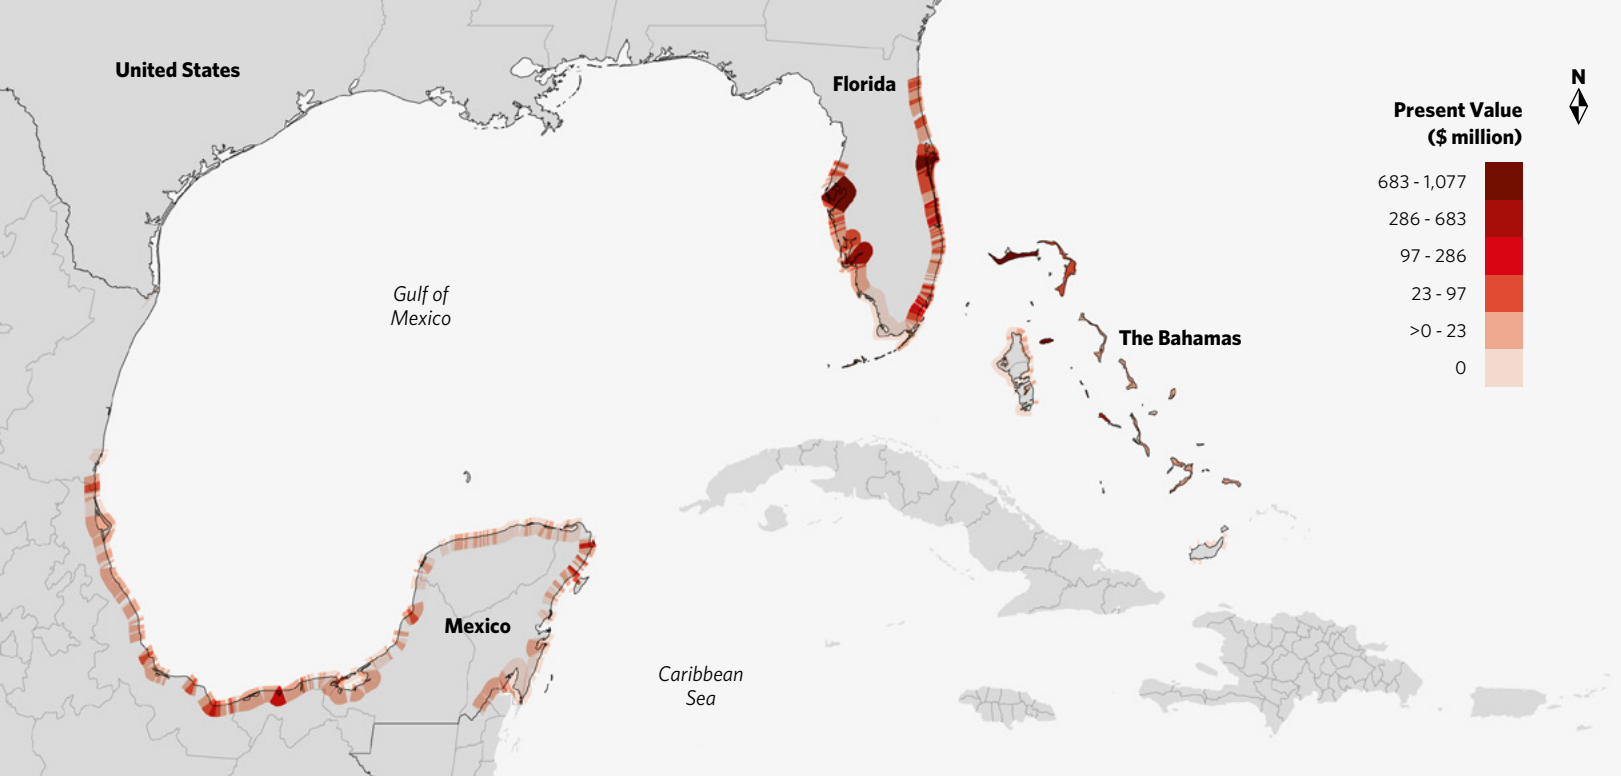 United States
Florida
N
Present Value
($ million)
683 - 1,077
286 - 683
97 - 286
23 - 97
>0 - 23
0
Gulf of
Mexico
The Bahamas
Mexico
Caribbean
Sea